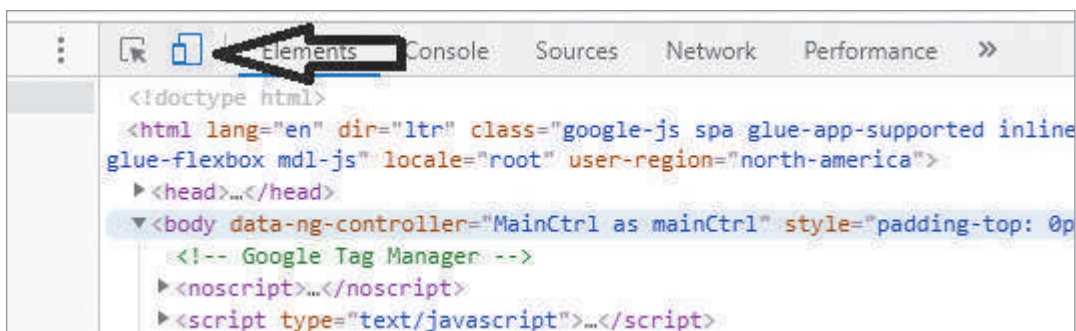 Elements Console Sources Network Performance »
<!doctype html>
<html lang="en" dir="ltr" class="google-js spa glue-app-supported inline
glue-flexbox mdl-js" locale="root" user-region="north-america">
▶<head>…</head>
▼<body data-ng-controller="MainCtrl as mainCtrl" style="padding-top: 0p
<!-- Google Tag Manager -->
▶<noscript>…</noscript>
▶<script type="text/javascript">…</script>